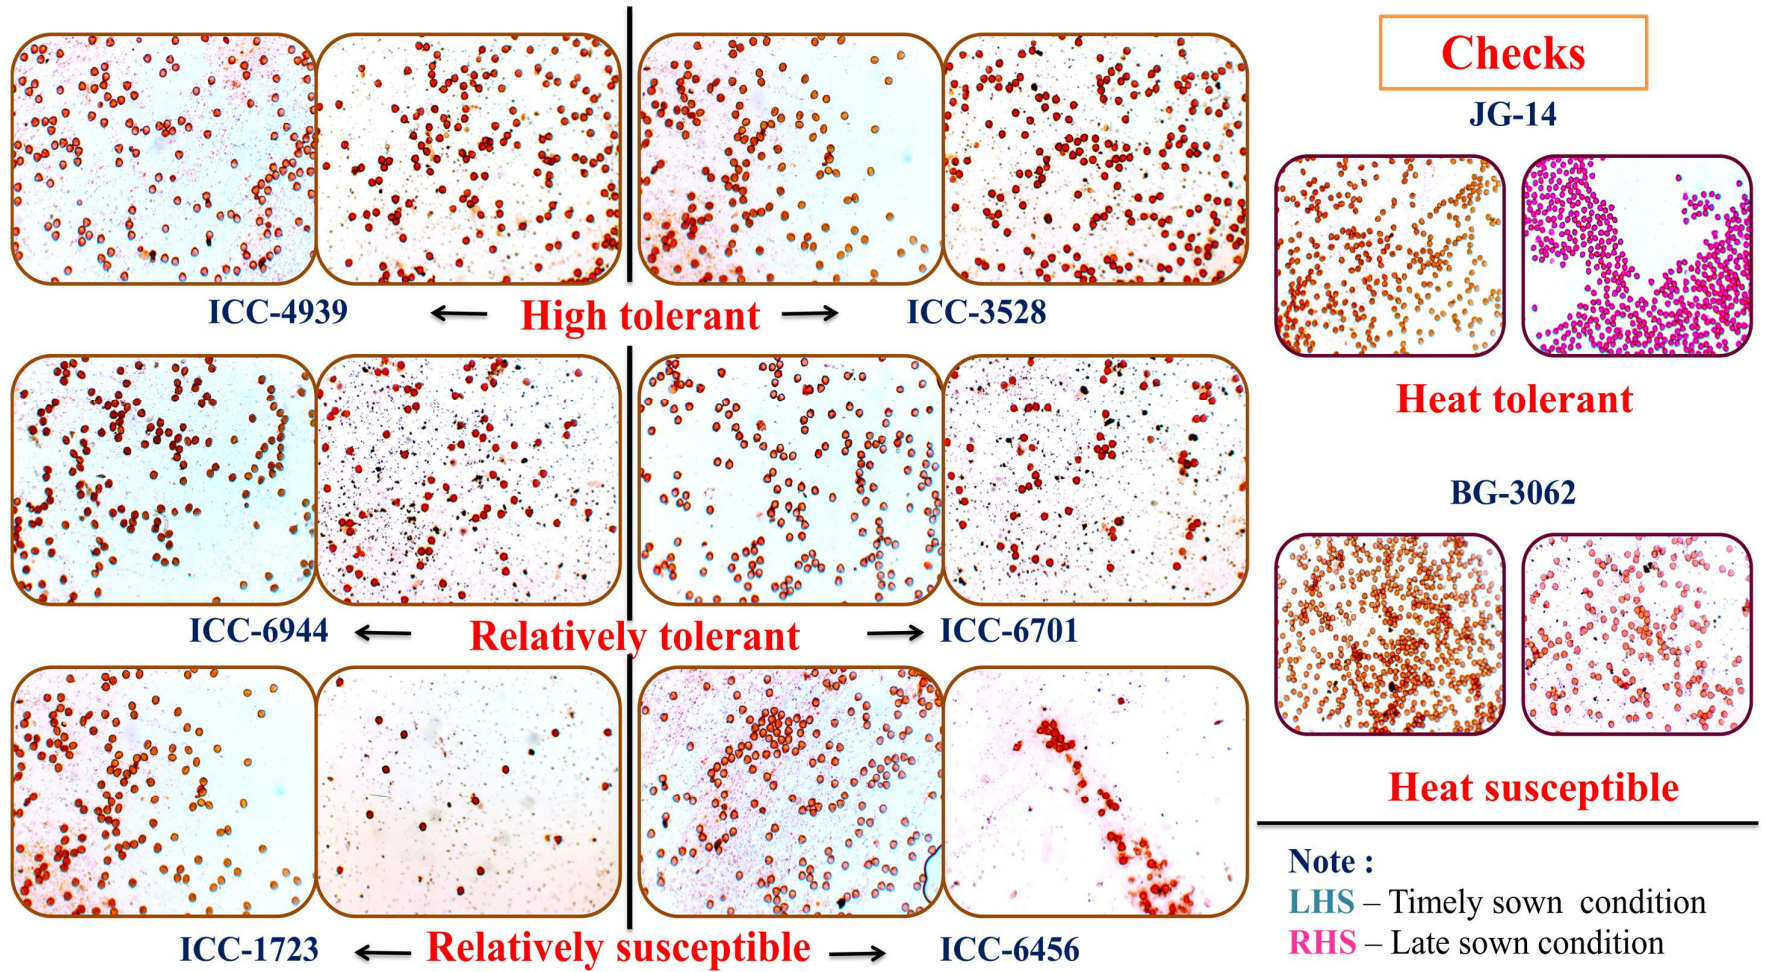 Checks
JG-14
ICC-4939
High tolerant
ICC-3528
Heat tolerant
BG-3062
ICC-6944
Relatively tolerant
ICC-6701
Heat susceptible
Note :
LHS – Timely sown condition
RHS – Late sown condition
ICC-1723
Relatively susceptible
ICC-6456